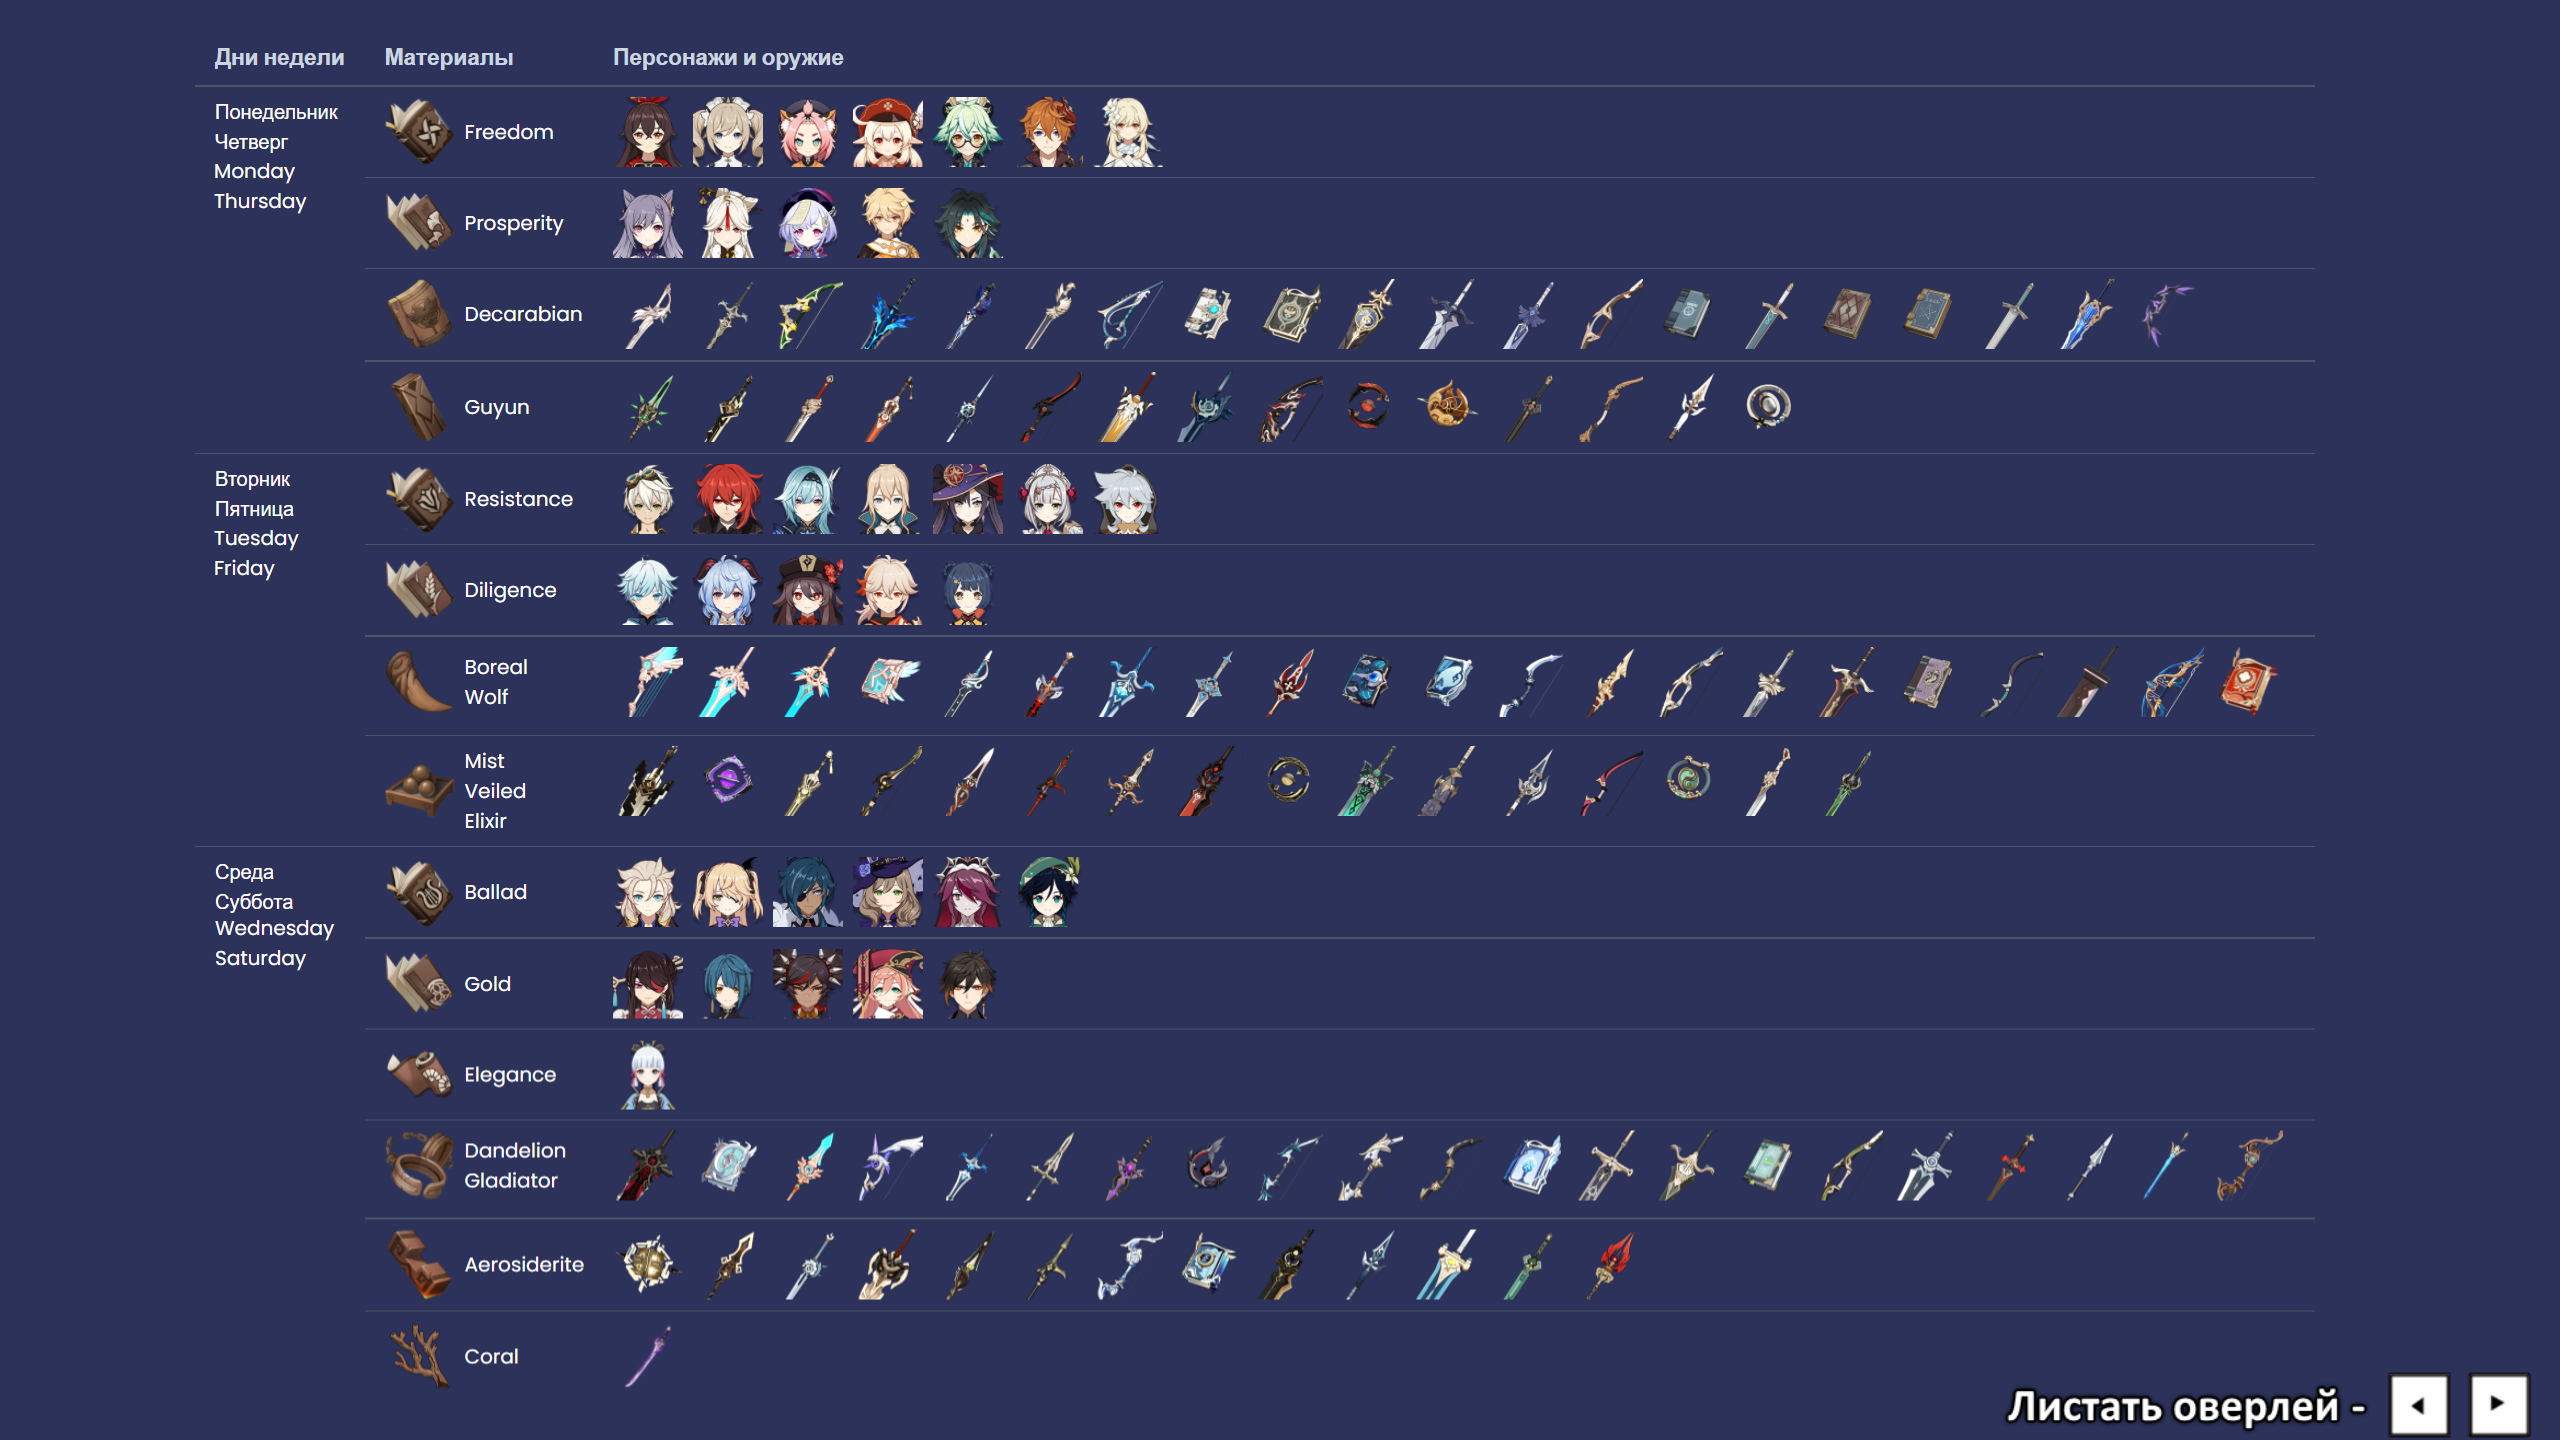 Дни недели Материалы Персонажи и оружие
Понедельник
Четверг
Monday
Thursday
Freedom
Prosperity
Decarabian
Guyun
Вторник
Пятница
Tuesday
Friday
Resistance
Diligence
Boreal
Wolf
Mist
Veiled
Elixir
Среда
Суббота
Wednesday
Saturday
Ballad
Gold
Elegance
Dandelion
Gladiator
Aerosiderite
Coral
Листать оверлей -